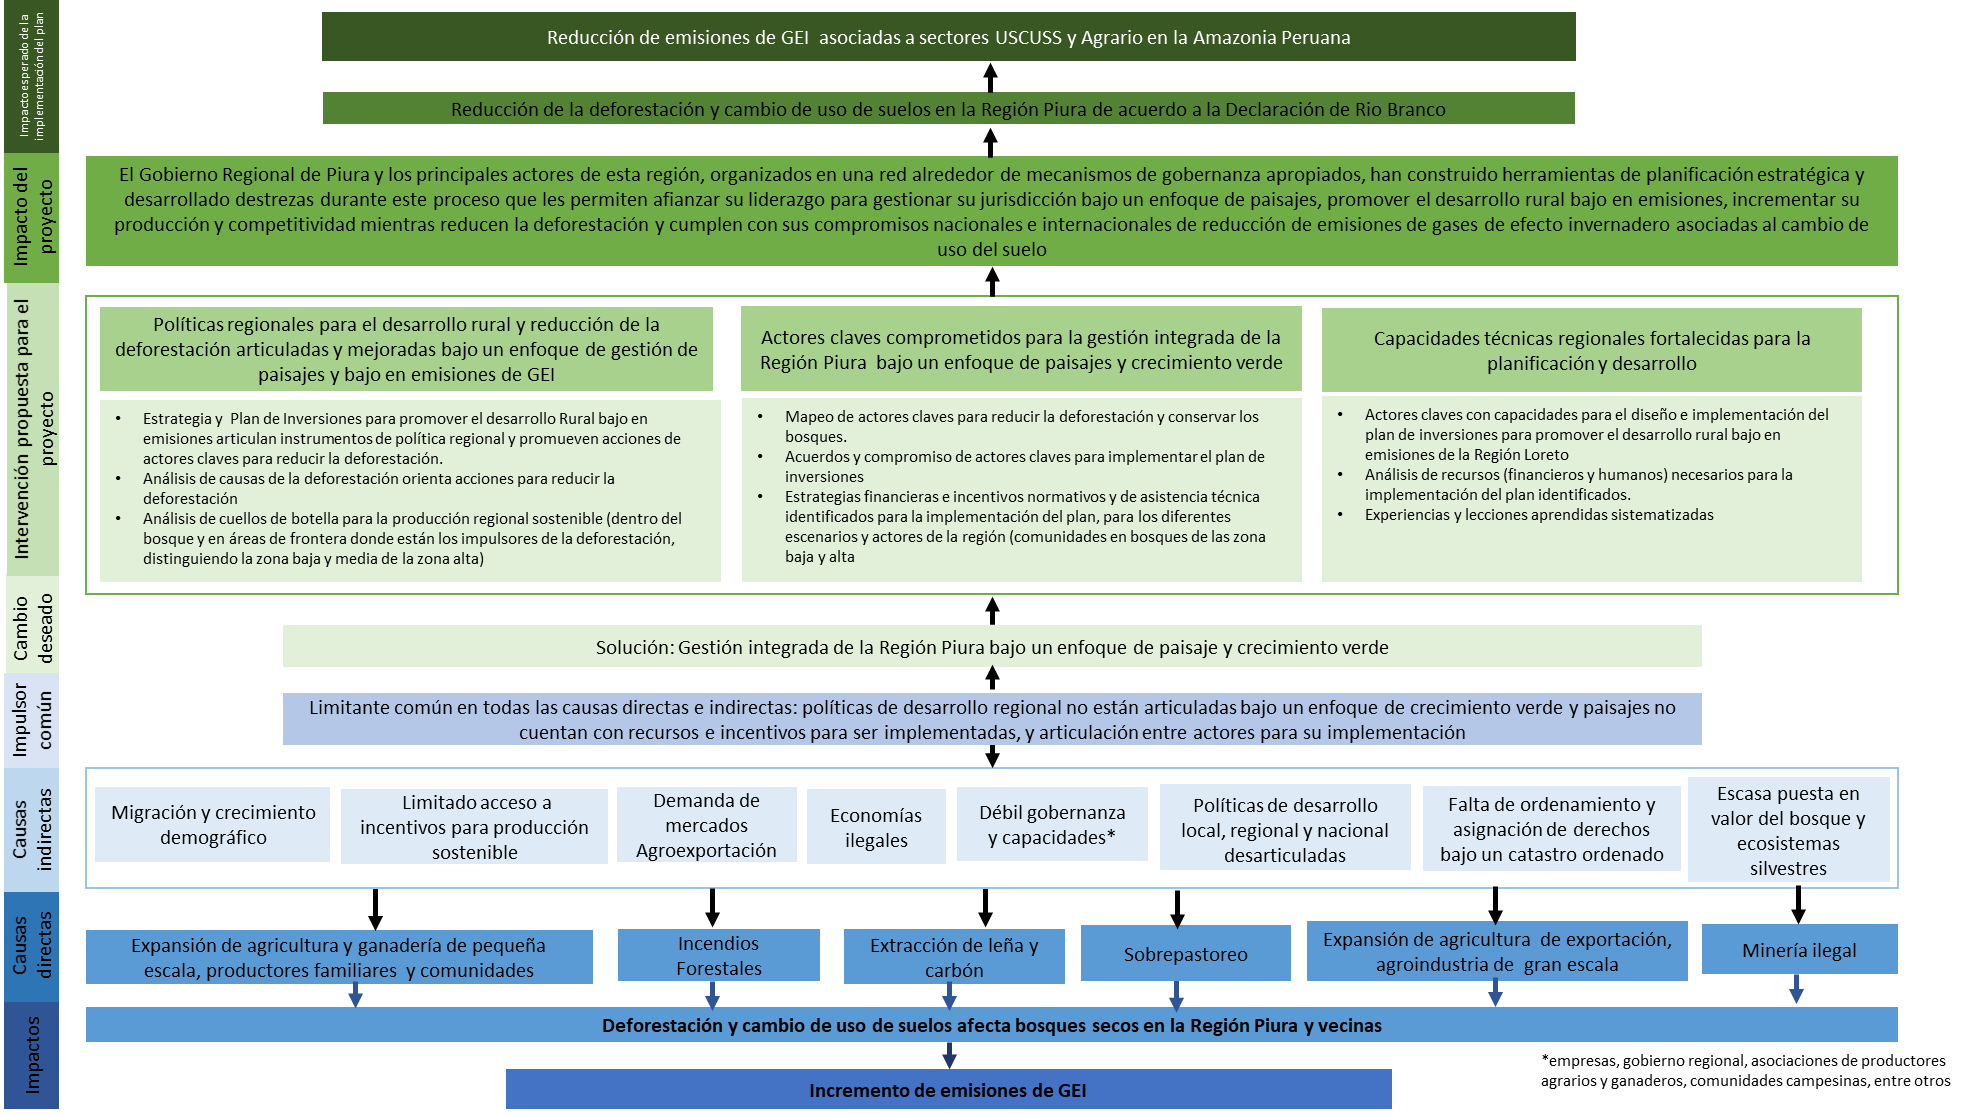 Impacto esperado de la
implementación del plan
Reducción de emisiones de GEI asociadas a sectores USCUSS y Agrario en la Amazonia Peruana
Reducción de la deforestación y cambio de uso de suelos en la Región Piura de acuerdo a la Declaración de Rio Branco
Impacto del
proyecto
El Gobierno Regional de Piura y los principales actores de esta región, organizados en una red alrededor de mecanismos de gobernanza apropiados, han construido herramientas de planificación estratégica y
desarrollado destrezas durante este proceso que les permiten afianzar su liderazgo para gestionar su jurisdicción bajo un enfoque de paisajes, promover el desarrollo rural bajo en emisiones, incrementar su
producción y competitividad mientras reducen la deforestación y cumplen con sus compromisos nacionales e internacionales de reducción de emisiones de gases de efecto invernadero asociadas al cambio de
uso del suelo
Intervención propuesta para el
proyecto
Políticas regionales para el desarrollo rural y reducción de la
deforestación articuladas y mejoradas bajo un enfoque de gestión de
paisajes y bajo en emisiones de GEI
• Estrategia y Plan de Inversiones para promover el desarrollo Rural bajo en
emisiones articulan instrumentos de política regional y promueven acciones de
actores claves para reducir la deforestación.
• Análisis de causas de la deforestación orienta acciones para reducir la
deforestación
• Análisis de cuellos de botella para la producción regional sostenible (dentro del
bosque y en áreas de frontera donde están los impulsores de la deforestación,
distinguiendo la zona baja y media de la zona alta)
Actores claves comprometidos para la gestión integrada de la
Región Piura bajo un enfoque de paisajes y crecimiento verde
• Mapeo de actores claves para reducir la deforestación y conservar los
bosques.
• Acuerdos y compromiso de actores claves para implementar el plan de
inversiones
• Estrategias financieras e incentivos normativos y de asistencia técnica
identificados para la implementación del plan, para los diferentes
escenarios y actores de la región (comunidades en bosques de las zona
baja y alta
Capacidades técnicas regionales fortalecidas para la
planificación y desarrollo
• Actores claves con capacidades para el diseño e implementación del
plan de inversiones para promover el desarrollo rural bajo en
emisiones de la Región Loreto
• Análisis de recursos (financieros y humanos) necesarios para la
implementación del plan identificados.
• Experiencias y lecciones aprendidas sistematizadas
Cambio
deseado
Solución: Gestión integrada de la Región Piura bajo un enfoque de paisaje y crecimiento verde
Impulsor
común
Limitante común en todas las causas directas e indirectas: políticas de desarrollo regional no están articuladas bajo un enfoque de crecimiento verde y paisajes no
cuentan con recursos e incentivos para ser implementadas, y articulación entre actores para su implementación
Causas
indirectas
Migración y crecimiento
demográfico
Limitado acceso a
incentivos para producción
sostenible
Demanda de
mercados
Agroexportación
Economías
ilegales
Débil gobernanza
y capacidades*
Políticas de desarrollo
local, regional y nacional
desarticuladas
Falta de ordenamiento y
asignación de derechos
bajo un catastro ordenado
Escasa puesta en
valor del bosque y
ecosistemas
silvestres
Causas
directas
Expansión de agricultura y ganadería de pequeña
escala, productores familiares y comunidades
Incendios
Forestales
Extracción de leña y
carbón
Sobrepastoreo
Expansión de agricultura de exportación,
agroindustria de gran escala
Minería ilegal
Impactos
Deforestación y cambio de uso de suelos afecta bosques secos en la Región Piura y vecinas
Incremento de emisiones de GEI
*empresas, gobierno regional, asociaciones de productores
agrarios y ganaderos, comunidades campesinas, entre otros